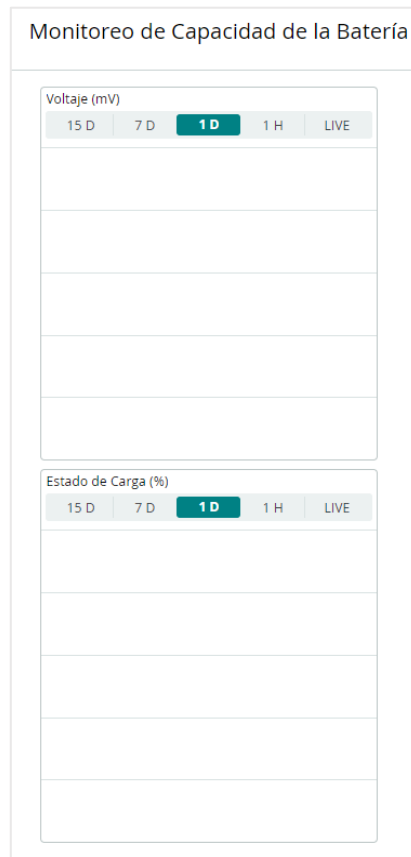 Monitoreo de Capacidad de la Batería
Voltaje (mV)
15 D 7 D 1 D 1 H LIVE
Estado de Carga (%)
15 D 7 D 1 D 1 H LIVE